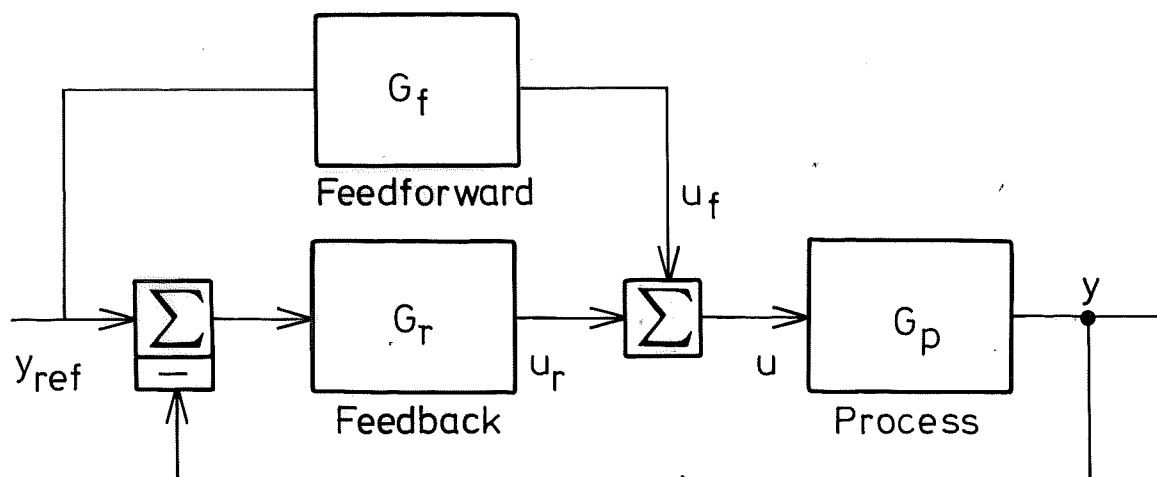 G_f
Feedforward
u_f
Σ
G_r
Σ
G_p
y
y_ref
−
u_r
u
Feedback
Process